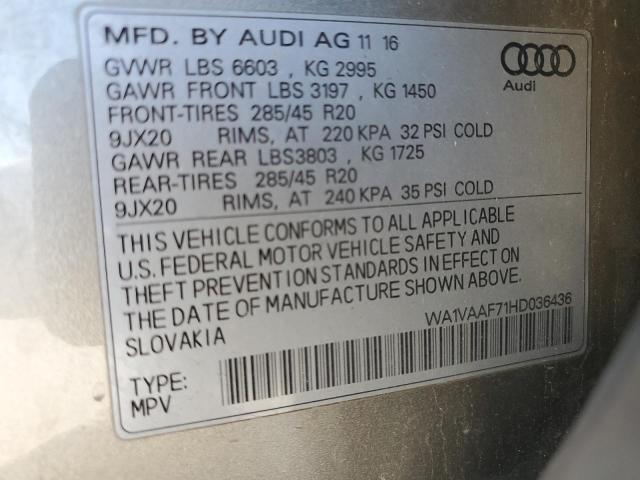 MFD. BY AUDI AG 11 16
GVWR LBS 6603 , KG 2995
GAWR FRONT LBS 3197 , KG 1450
FRONT-TIRES 285/45 R20
9JX20 RIMS, AT 220 KPA 32 PSI COLD
GAWR REAR LBS3803 , KG 1725
REAR-TIRES 285/45 R20
9JX20 RIMS, AT 240 KPA 35 PSI COLD
Audi
THIS VEHICLE CONFORMS TO ALL APPLICABLE
U.S. FEDERAL MOTOR VEHICLE SAFETY AND
THEFT PREVENTION STANDARDS IN EFFECT ON
THE DATE OF MANUFACTURE SHOWN ABOVE.
SLOVAKIA
WA1VAAF71HD036436
TYPE:
MPV